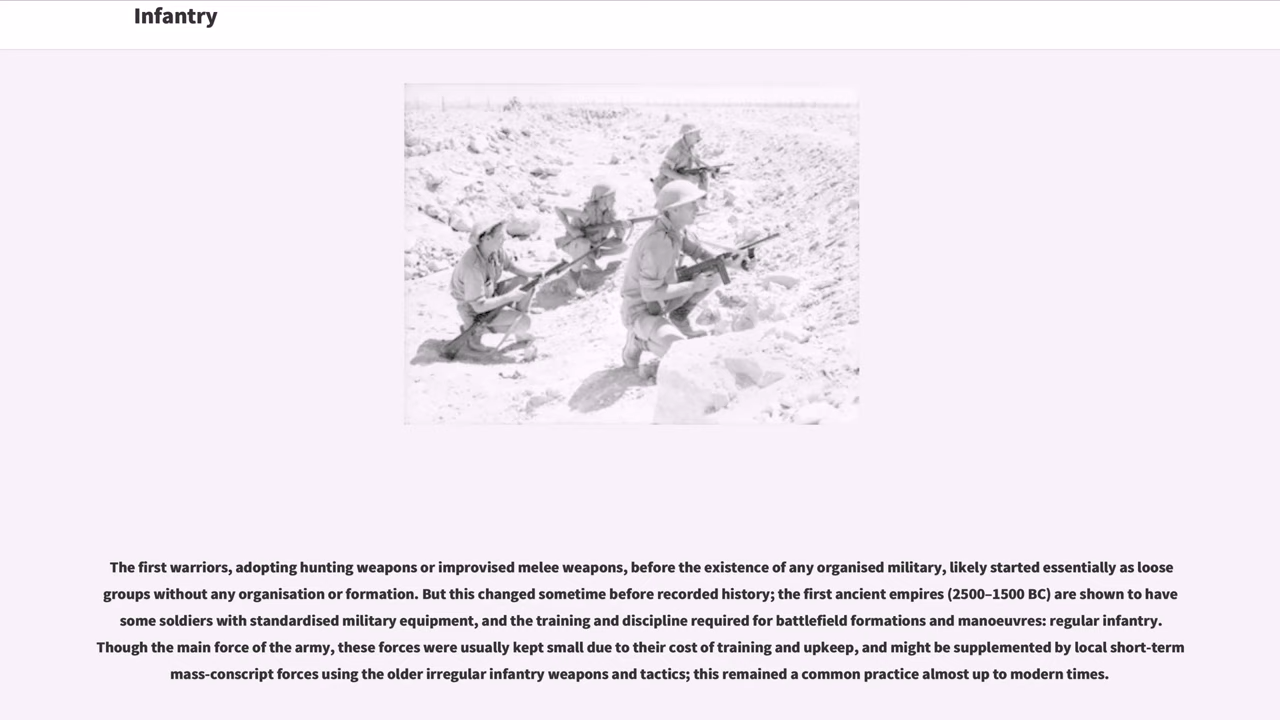 Infantry
The first warriors, adopting hunting weapons or improvised melee weapons, before the existence of any organised military, likely started essentially as loose
groups without any organisation or formation. But this changed sometime before recorded history; the first ancient empires (2500–1500 BC) are shown to have
some soldiers with standardised military equipment, and the training and discipline required for battlefield formations and manoeuvres: regular infantry.
Though the main force of the army, these forces were usually kept small due to their cost of training and upkeep, and might be supplemented by local short-term
mass-conscript forces using the older irregular infantry weapons and tactics; this remained a common practice almost up to modern times.